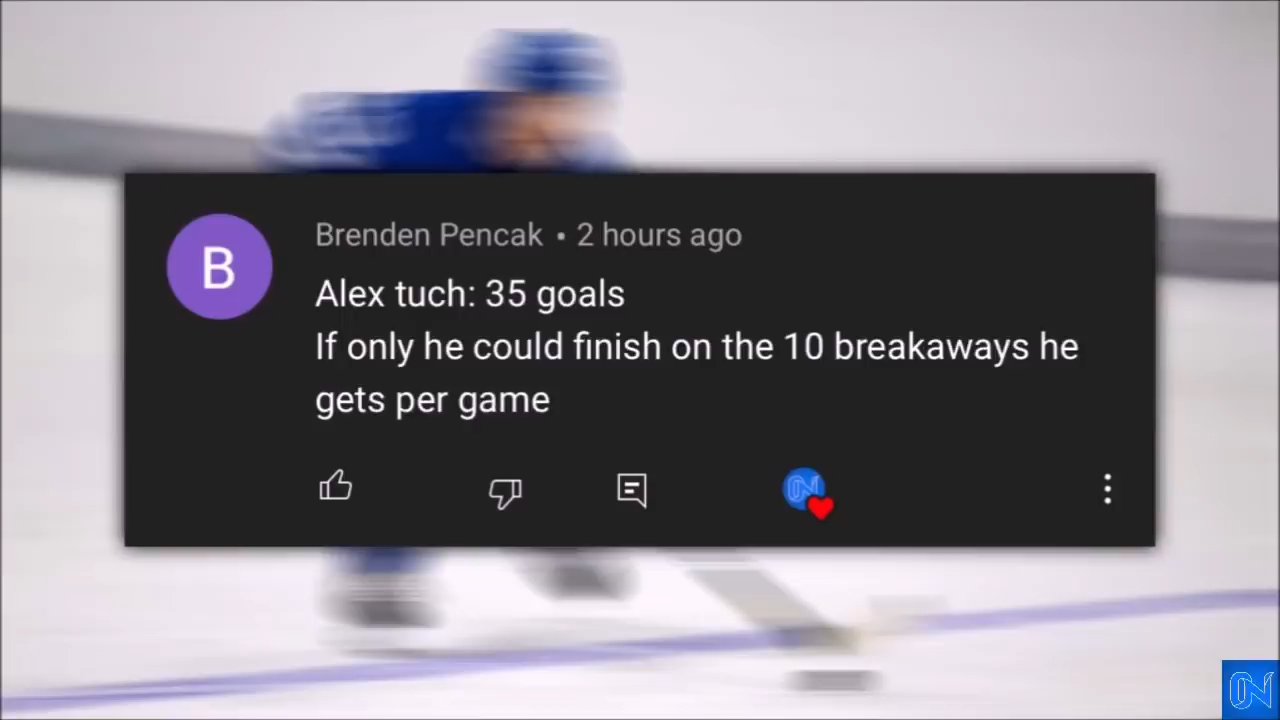 B
Brenden Pencak • 2 hours ago
Alex tuch: 35 goals
If only he could finish on the 10 breakaways he
gets per game